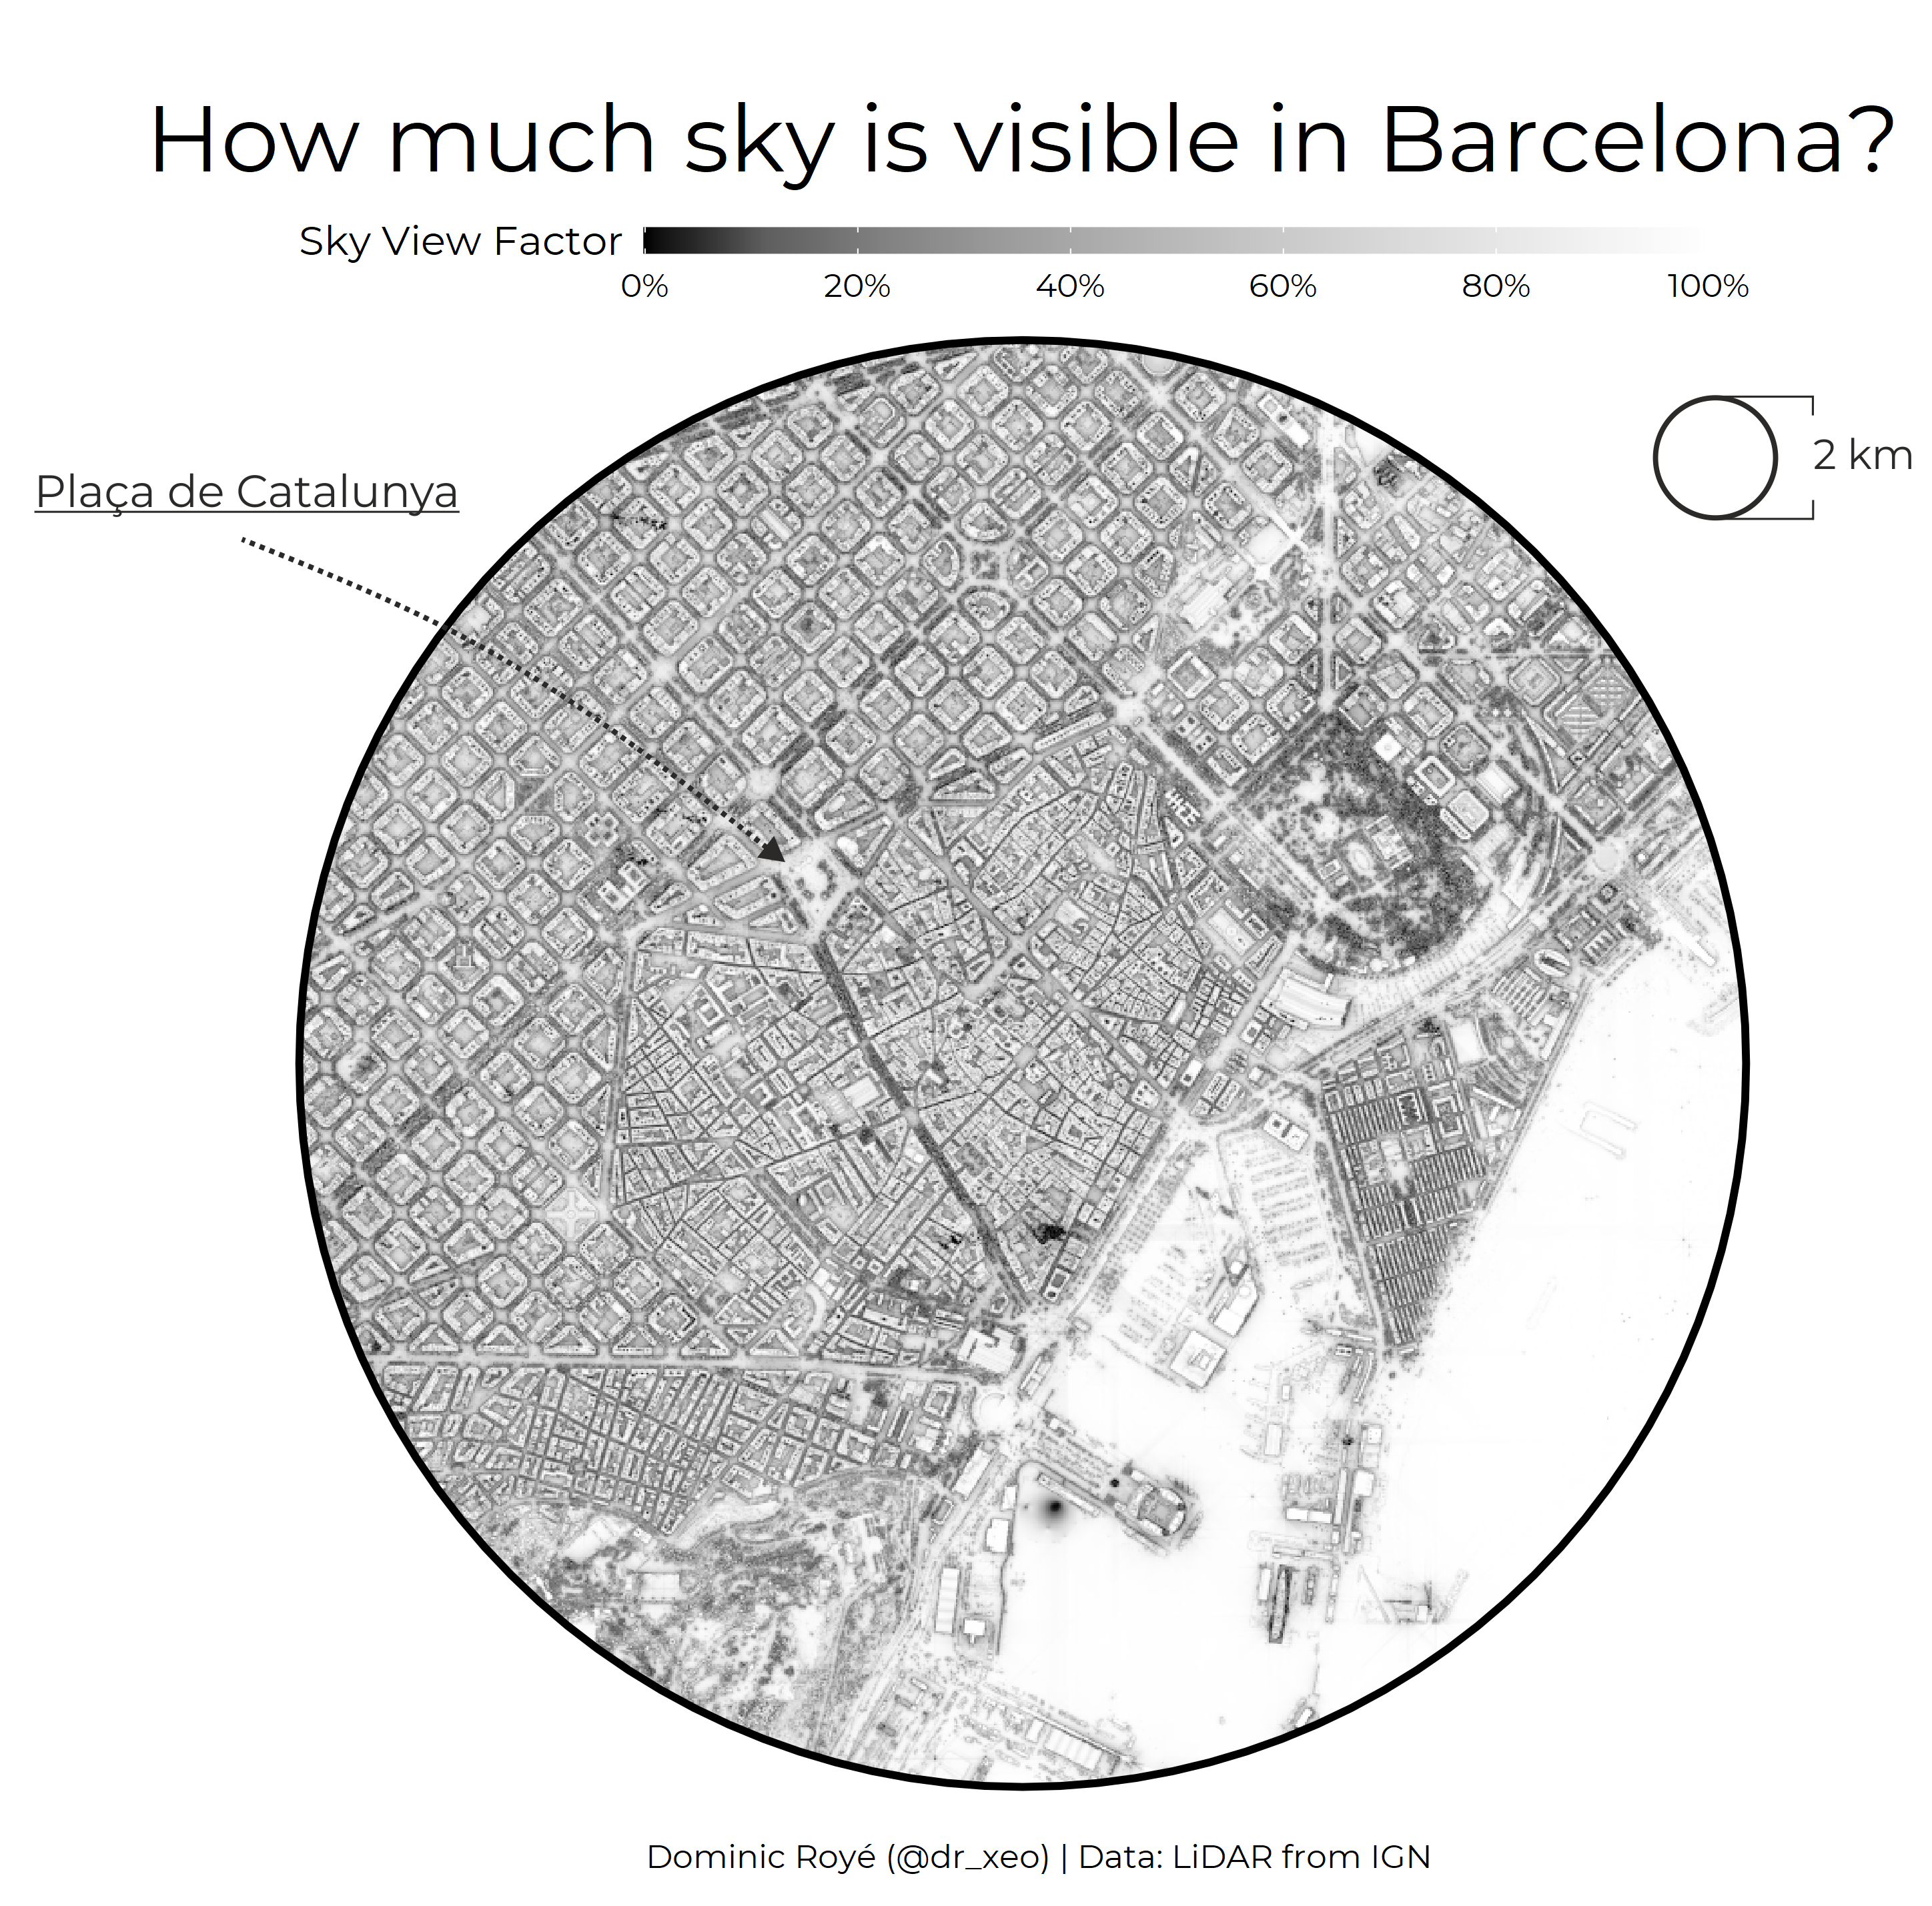 How much sky is visible in Barcelona?
Sky View Factor
0% 20% 40% 60% 80% 100%
2 km
Plaça de Catalunya
Dominic Royé (@dr_xeo) | Data: LiDAR from IGN